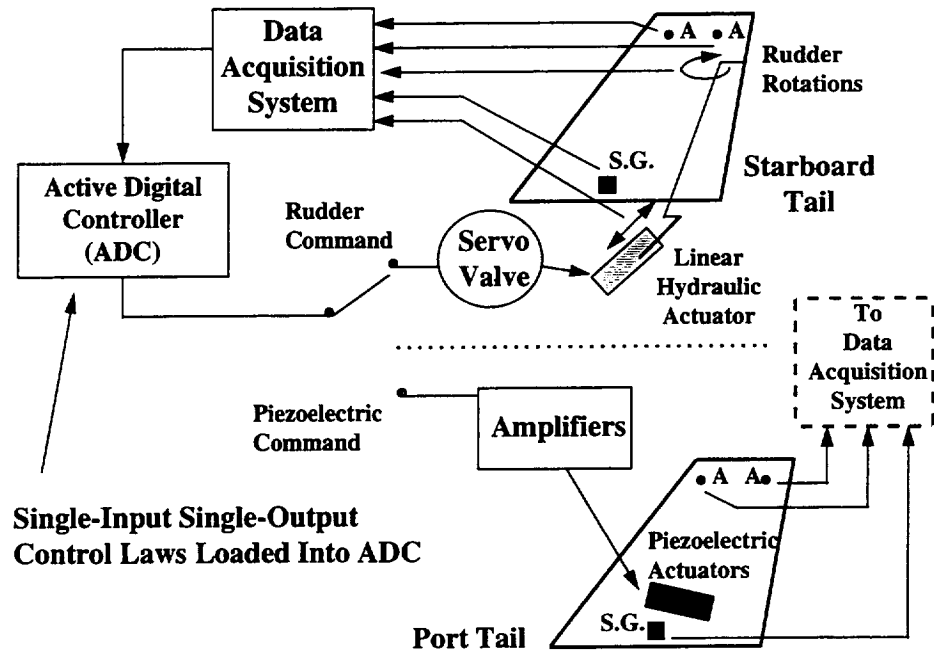 Data
Acquisition
System
A A
Rudder
Rotations
S.G.
Starboard
Tail
Active Digital
Controller
(ADC)
Rudder
Command
Servo
Valve
Linear
Hydraulic
Actuator
To
Data
Acquisition
System
Piezoelectric
Command
Amplifiers
Single-Input Single-Output
Control Laws Loaded Into ADC
A A
Piezoelectric
Actuators
S.G.
Port Tail